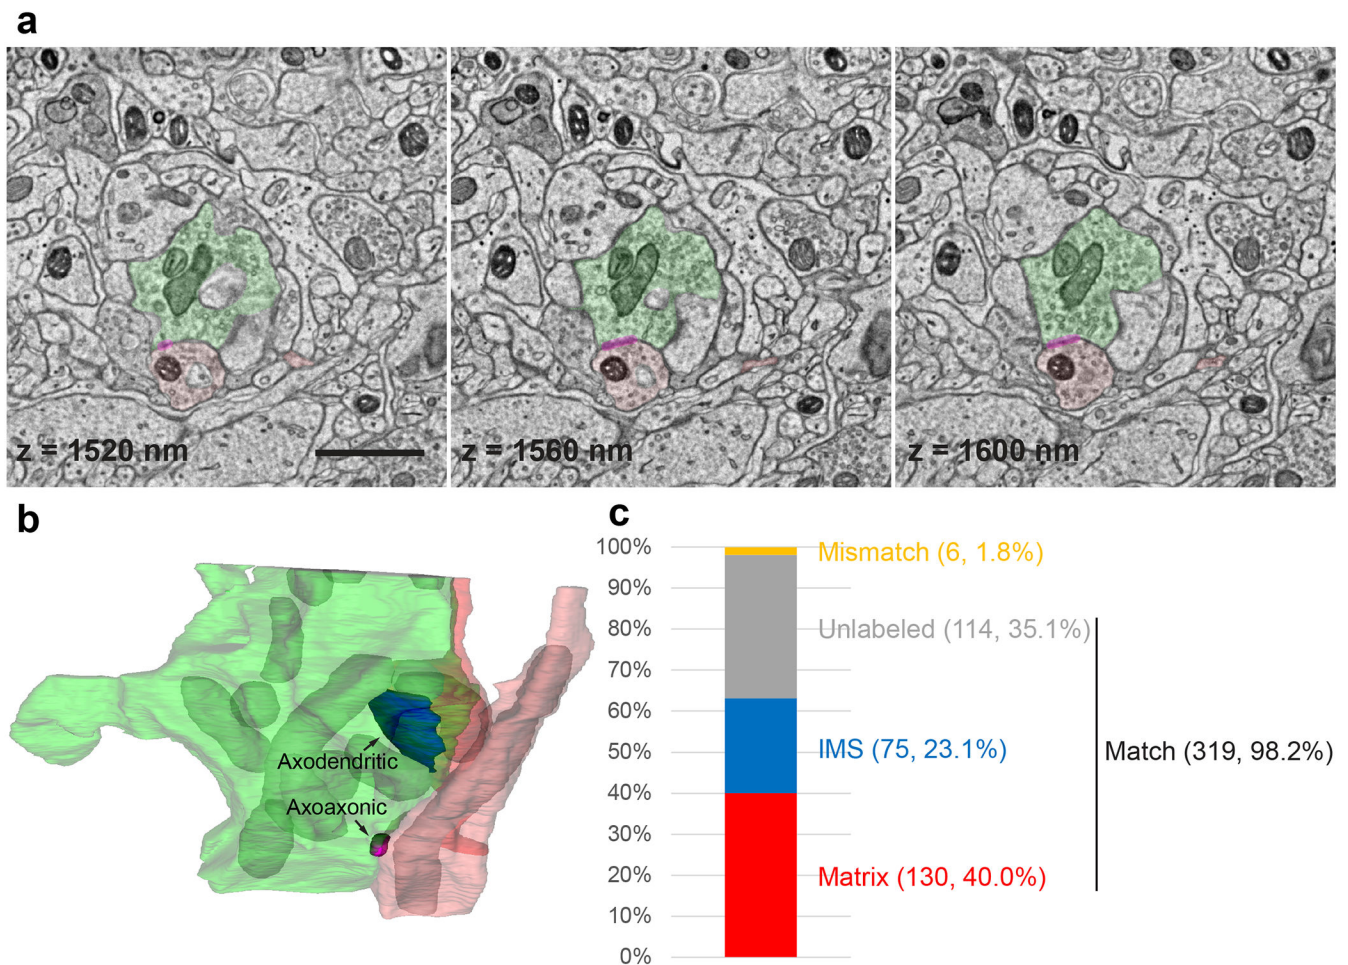 a
z = 1520 nm
z = 1560 nm
z = 1600 nm
b
Axodendritic
Axoaxonic
c
100%
90%
80%
70%
60%
50%
40%
30%
20%
10%
0%
Mismatch (6, 1.8%)
Unlabeled (114, 35.1%)
IMS (75, 23.1%)
Match (319, 98.2%)
Matrix (130, 40.0%)